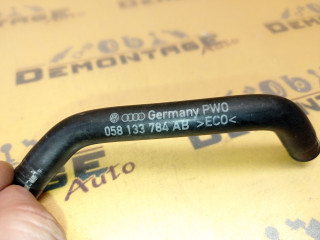 DEMONTAGE
Auto
Germany PWO
058 133 784 AB >ECO<